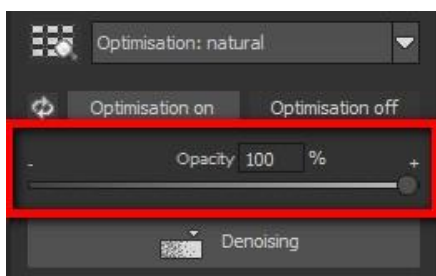 Optimisation: natural
Optimisation on Optimisation off
- Opacity 100 % +
Denoising